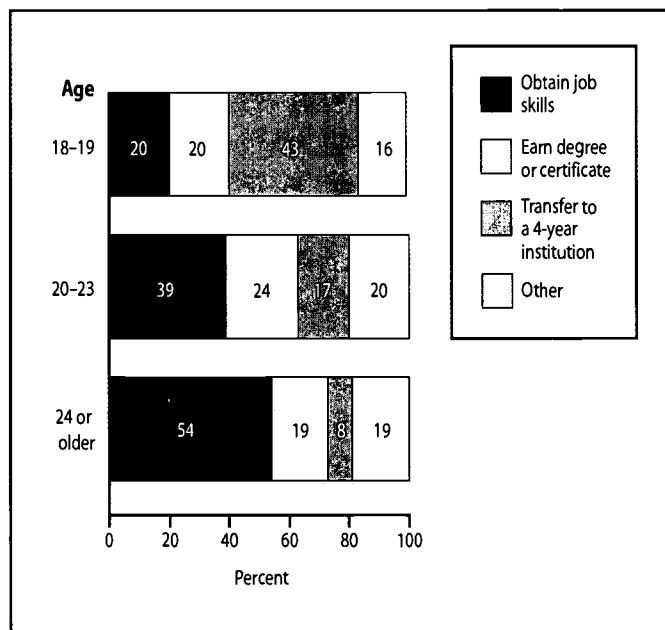 Age
18–19
20 20 43 16
20–23
39 24 17 20
24 or
older
54 19 8 19
0 20 40 60 80 100
Percent
Obtain job
skills
Earn degree
or certificate
Transfer to
a 4-year
institution
Other